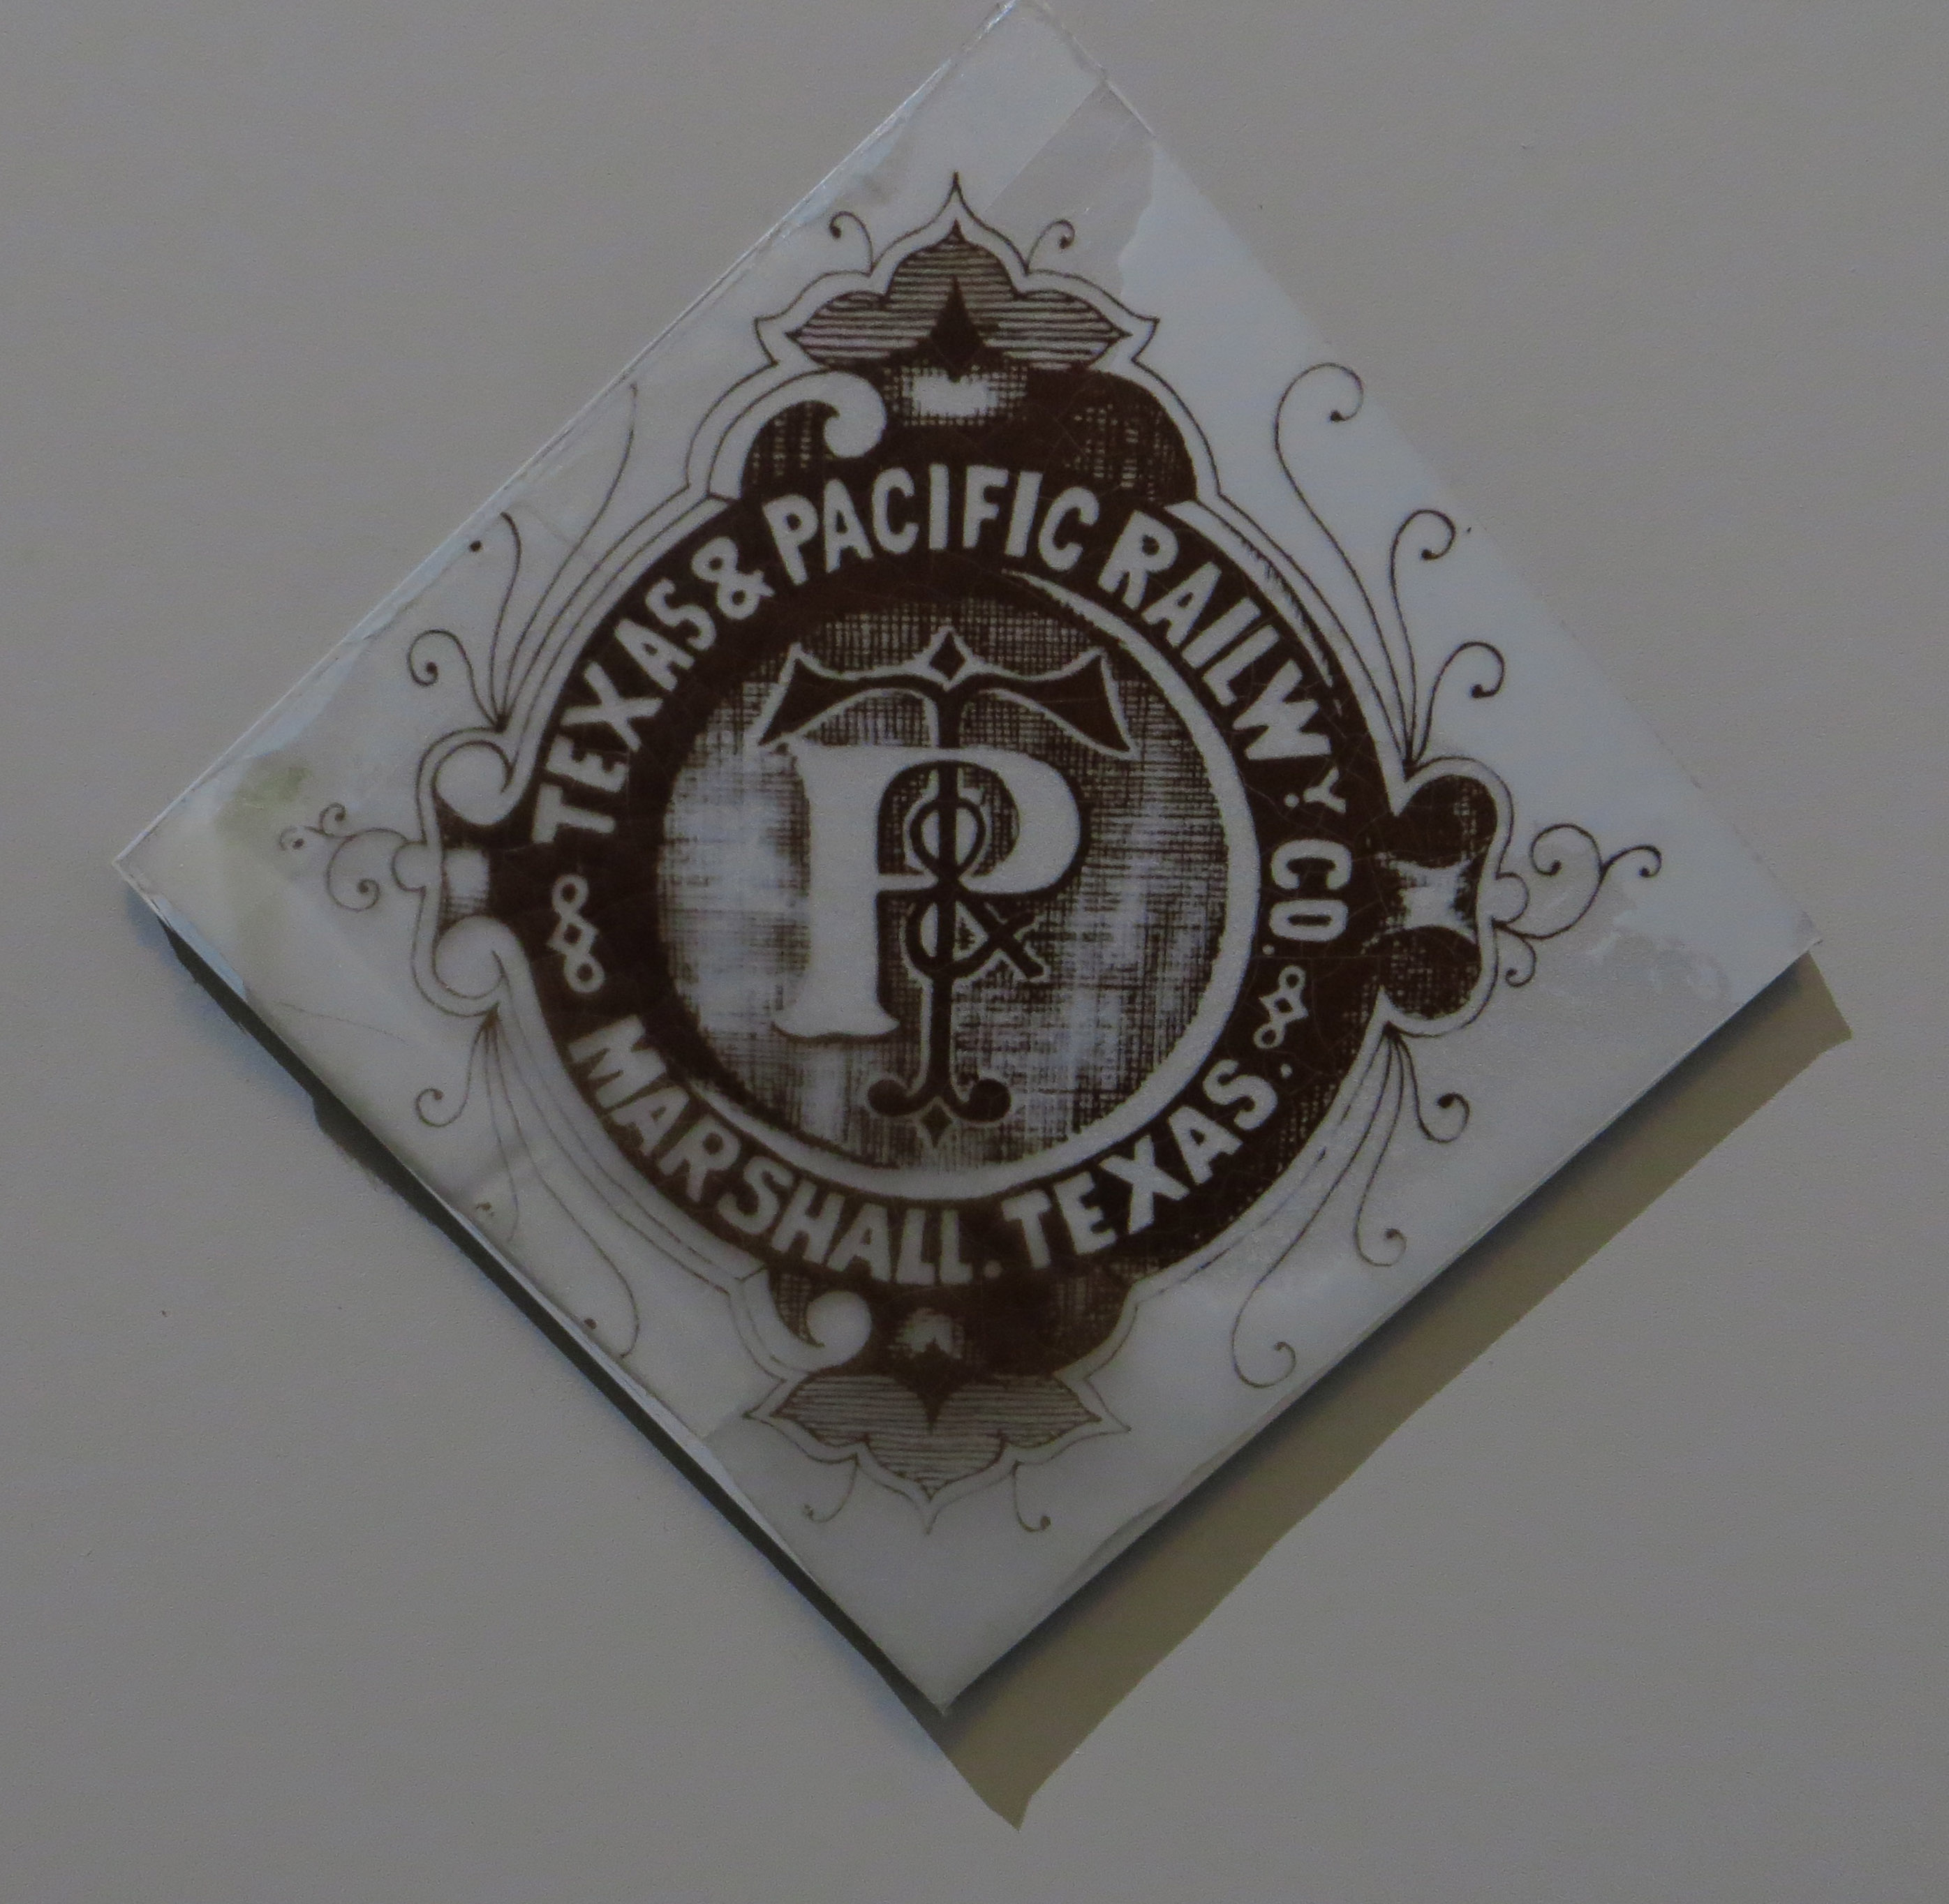 TEXAS & PACIFIC RAILWY. CO.
MARSHALL. TEXAS.
T&P